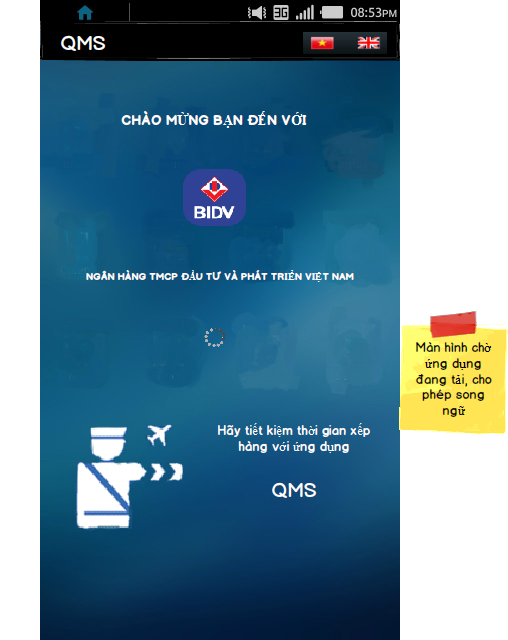 3G 08:53PM
QMS
CHÀO MỪNG BẠN ĐẾN VỚI
BIDV
NGÂN HÀNG TMCP ĐẦU TƯ VÀ PHÁT TRIỂN VIỆT NAM
Màn hình chờ
ứng dụng
đang tải, cho
phép song
ngữ
Hãy tiết kiệm thời gian xếp
hàng với ứng dụng
QMS